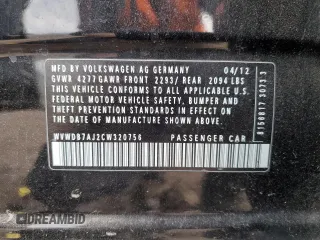 MFD BY VOLKSWAGEN AG GERMANY 04/12
GVWR 4277 GAWR FRONT 2293/ REAR 2094 LBS
THIS VEHICLE CONFORMS TO ALL APPLICABLE U.S.
FEDERAL MOTOR VEHICLE SAFETY, BUMPER AND
THEFT PREVENTION STANDARDS IN EFFECT ON THE
DATE OF MANUFACTURE SHOWN ABOVE.
WVWDB7AJ2CW320756 PASSENGER CAR
DREAMBID